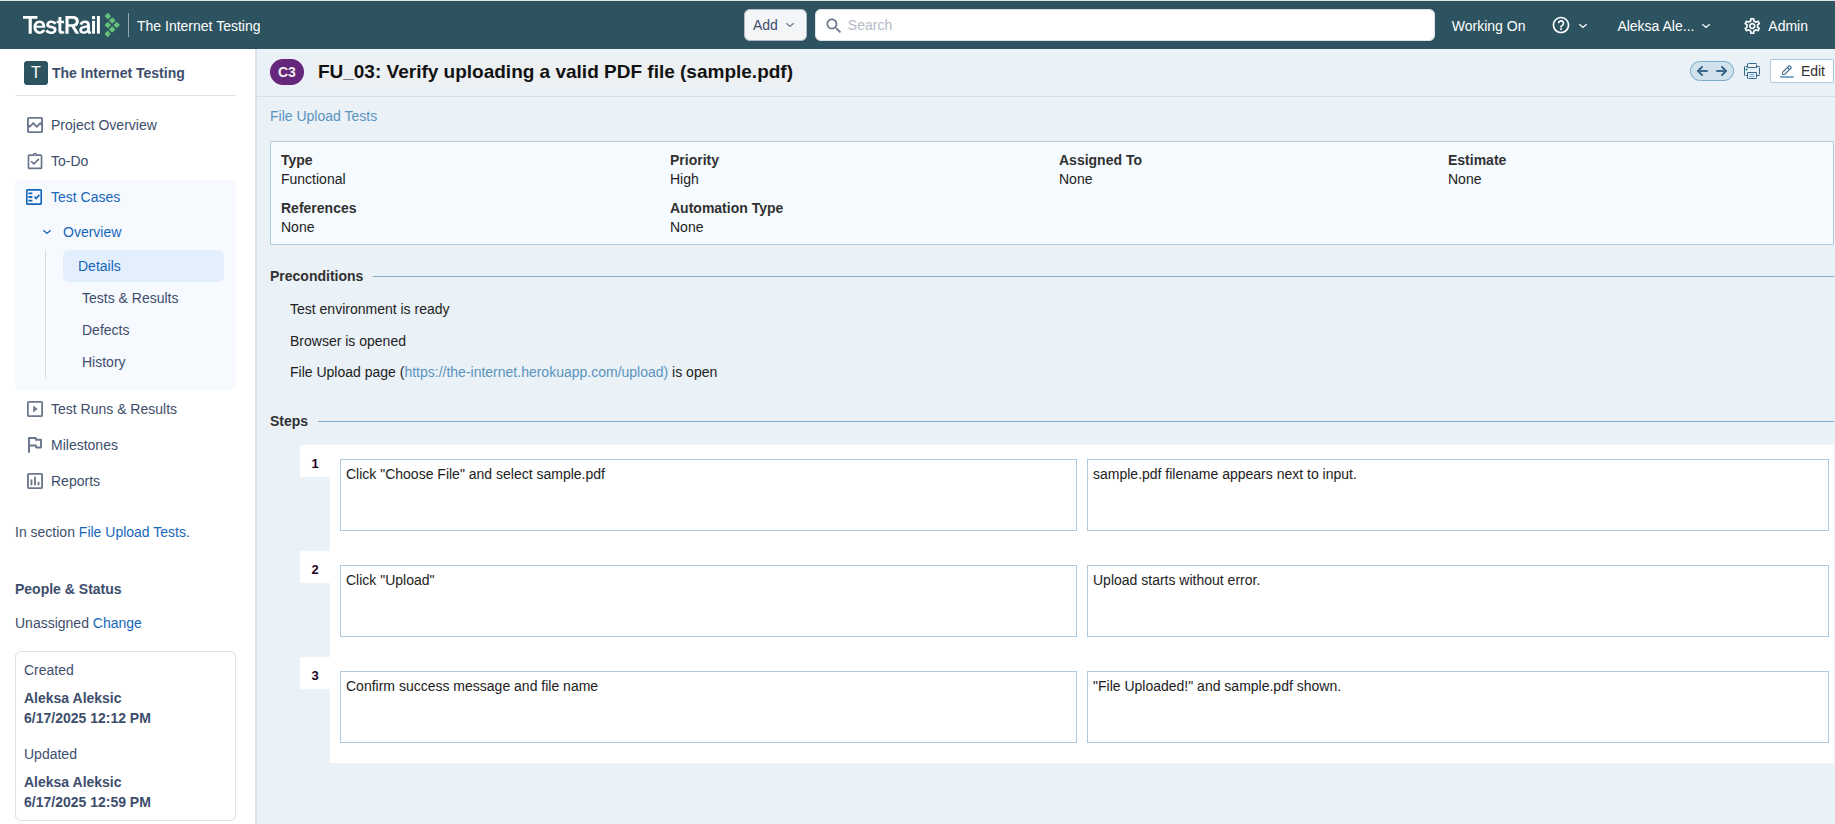 TestRail The Internet Testing Add Search Working On Aleksa Ale... Admin
T The Internet Testing
Project Overview
To-Do
Test Cases
Overview
Details
Tests & Results
Defects
History
Test Runs & Results
Milestones
Reports
In section File Upload Tests.
People & Status
Unassigned Change
Created
Aleksa Aleksic
6/17/2025 12:12 PM
Updated
Aleksa Aleksic
6/17/2025 12:59 PM
C3 FU_03: Verify uploading a valid PDF file (sample.pdf) Edit
File Upload Tests
Type Priority Assigned To Estimate
Functional High None None
References Automation Type
None None
Preconditions
Test environment is ready
Browser is opened
File Upload page (https://the-internet.herokuapp.com/upload) is open
Steps
1 Click "Choose File" and select sample.pdf sample.pdf filename appears next to input.
2 Click "Upload" Upload starts without error.
3 Confirm success message and file name "File Uploaded!" and sample.pdf shown.